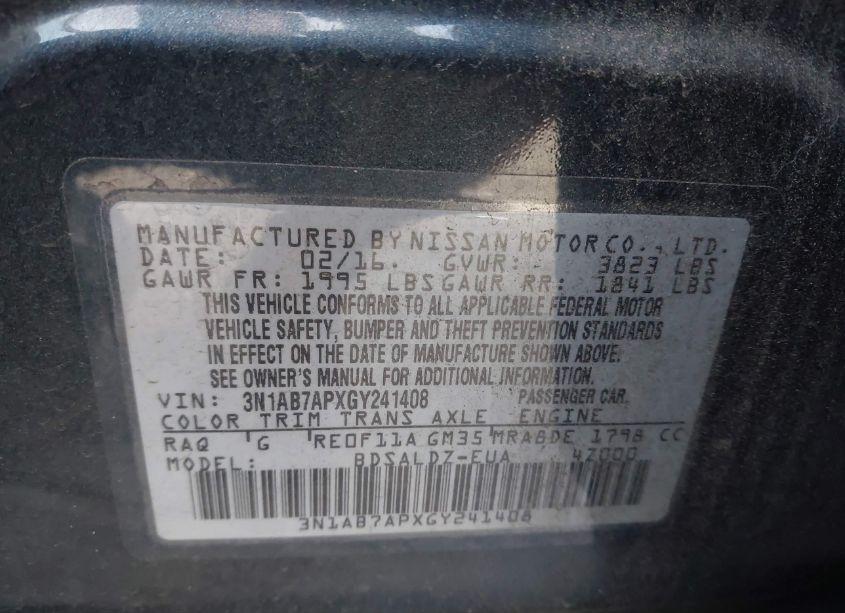 MANUFACTURED BY NISSAN MOTOR CO., LTD.
DATE: 02/16. GVWR: 3823 LBS
GAWR FR: 1995 LBS GAWR RR: 1841 LBS
THIS VEHICLE CONFORMS TO ALL APPLICABLE FEDERAL MOTOR
VEHICLE SAFETY, BUMPER AND THEFT PREVENTION STANDARDS
IN EFFECT ON THE DATE OF MANUFACTURE SHOWN ABOVE.
SEE OWNER'S MANUAL FOR ADDITIONAL INFORMATION.
VIN: 3N1AB7APXGY241408 PASSENGER CAR.
COLOR TRIM TRANS AXLE ENGINE
RAQ G RE0F11A GM35 MRA8DE 1798 CC
MODEL: BDSALDZ-EUA 4Z000
3N1AB7APXGY241408